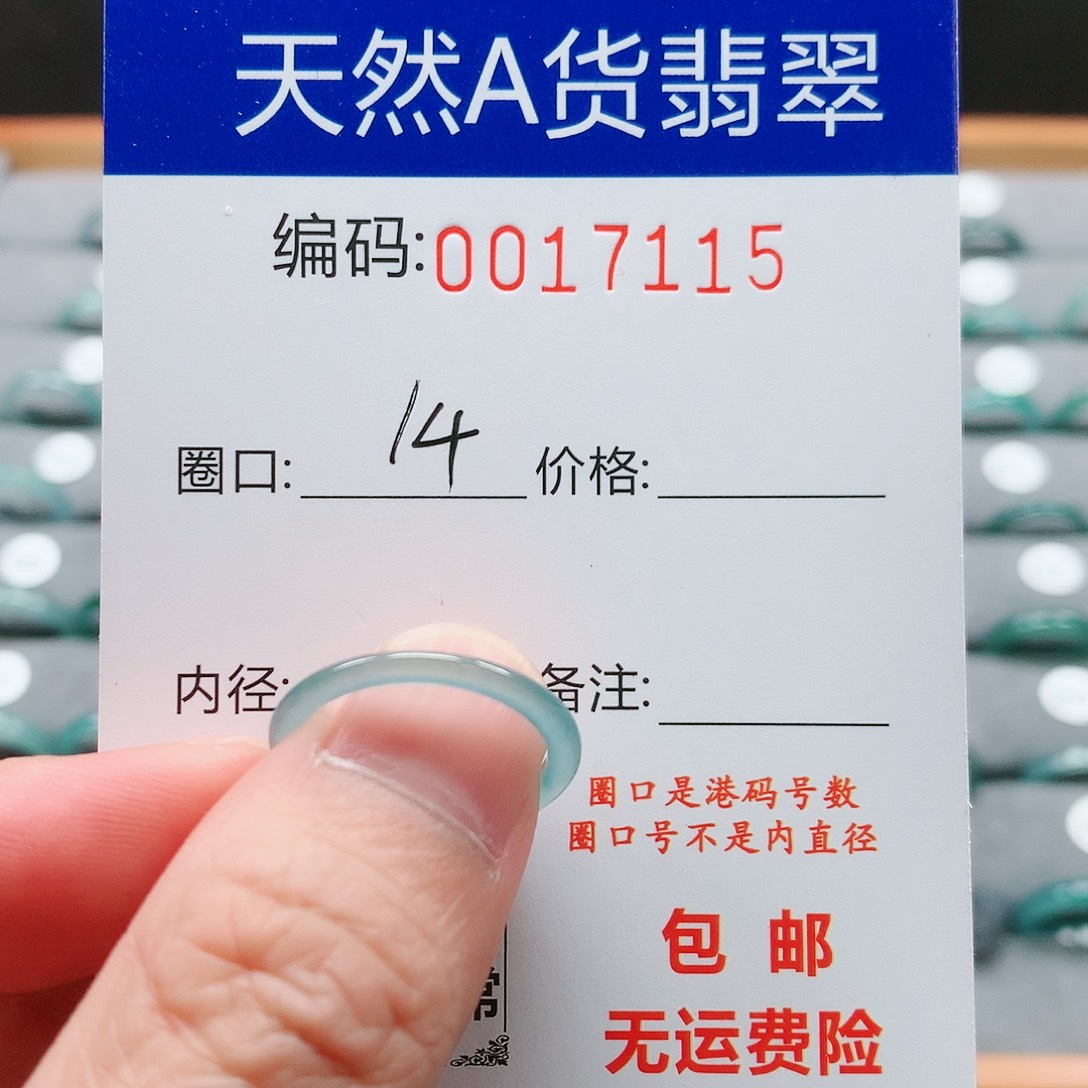 天然A货翡翠
编码:0017115
圈口: 14 价格:
内径: 备注:
圈口是港码号数
圈口号不是内直径
包 邮
常
无运费险